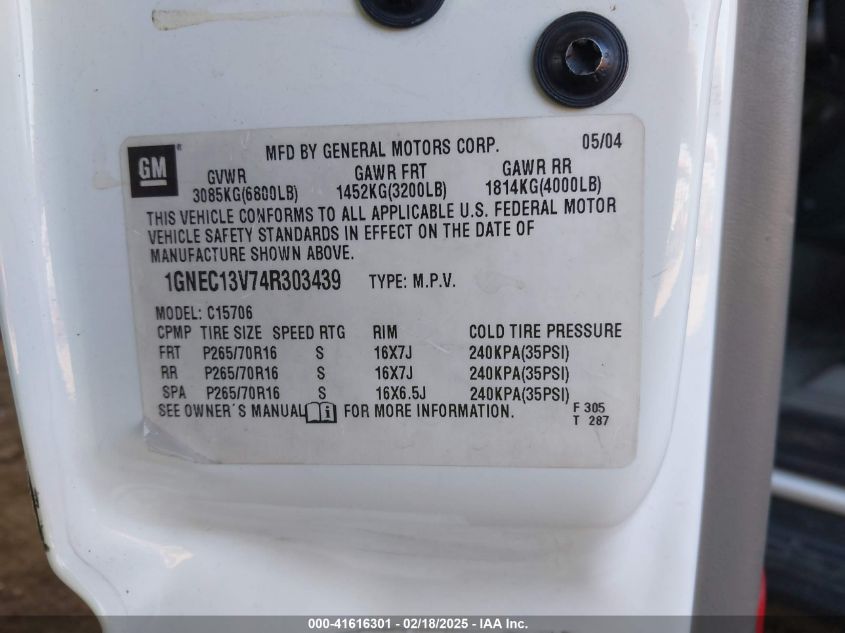 GM ® MFD BY GENERAL MOTORS CORP. 05/04
GVWR GAWR FRT GAWR RR
3085KG(6800LB) 1452KG(3200LB) 1814KG(4000LB)
THIS VEHICLE CONFORMS TO ALL APPLICABLE U.S. FEDERAL MOTOR
VEHICLE SAFETY STANDARDS IN EFFECT ON THE DATE OF
MANUFACTURE SHOWN ABOVE.
1GNEC13V74R303439 TYPE: M.P.V.
MODEL: C15706
CPMP TIRE SIZE SPEED RTG RIM COLD TIRE PRESSURE
FRT P265/70R16 S 16X7J 240KPA(35PSI)
RR P265/70R16 S 16X7J 240KPA(35PSI)
SPA P265/70R16 S 16X6.5J 240KPA(35PSI)
SEE OWNER'S MANUAL i FOR MORE INFORMATION. F 305
T 287
000-41616301 - 02/18/2025 - IAA Inc.